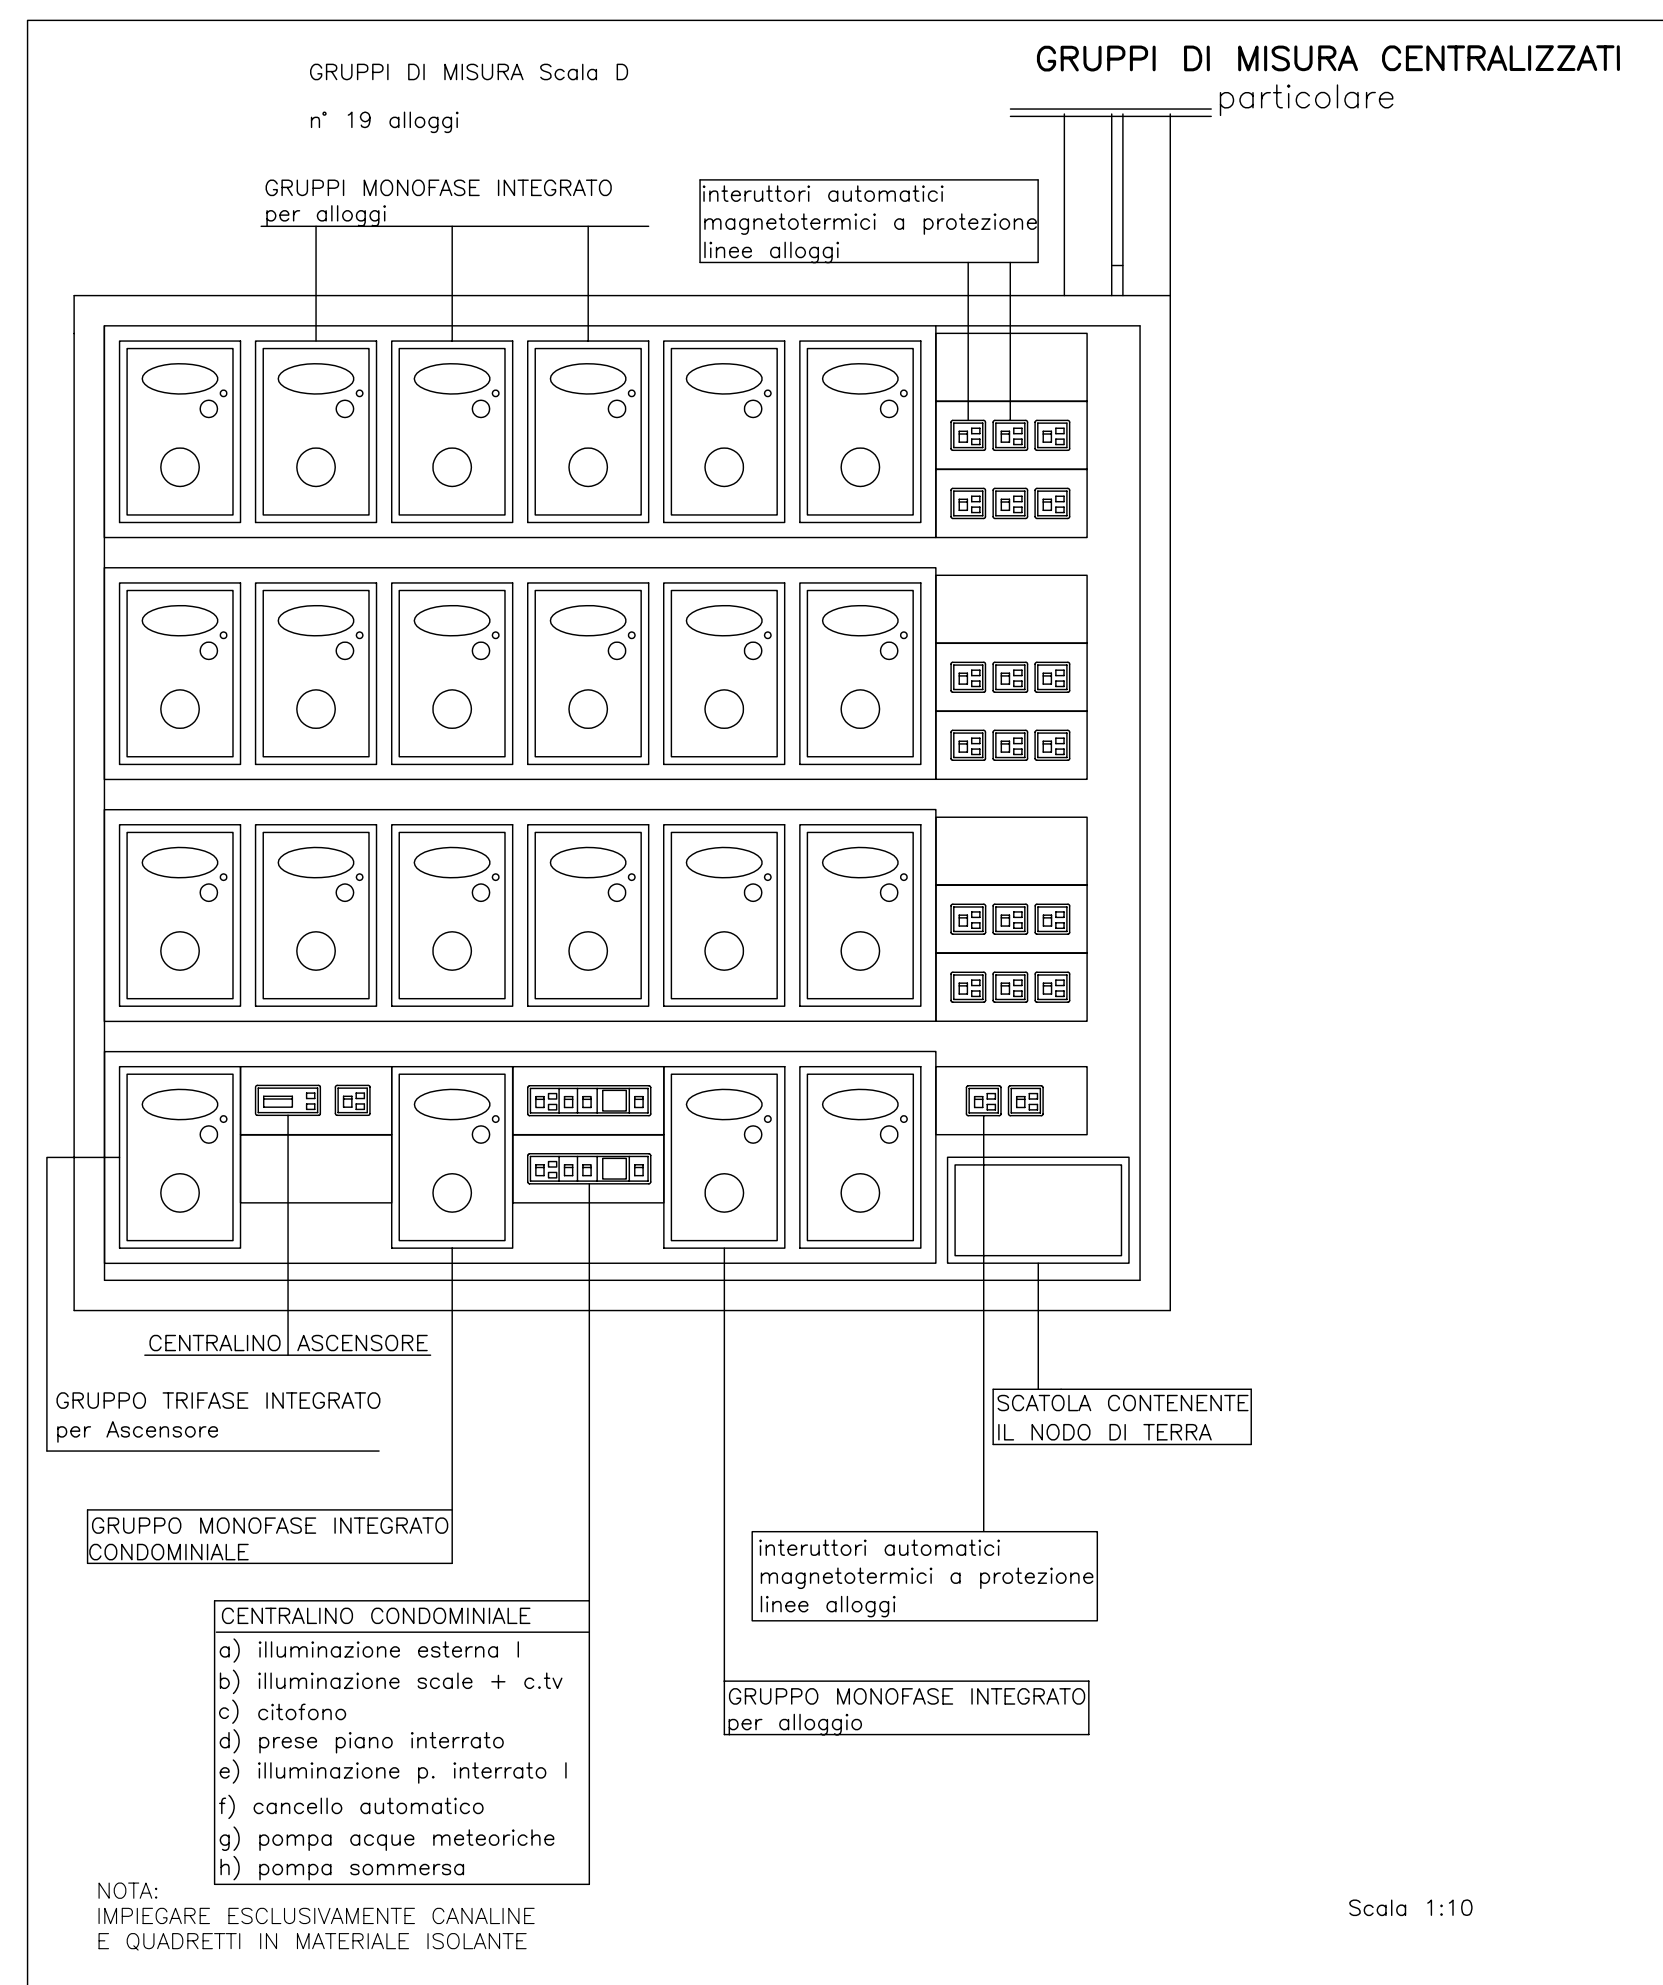 GRUPPI DI MISURA CENTRALIZZATI
particolare
GRUPPI DI MISURA Scala D
n° 19 alloggi
GRUPPI MONOFASE INTEGRATO
per alloggi
interuttori automatici
magnetotermici a protezione
linee alloggi
CENTRALINO ASCENSORE
GRUPPO TRIFASE INTEGRATO
per Ascensore
SCATOLA CONTENENTE
IL NODO DI TERRA
GRUPPO MONOFASE INTEGRATO
CONDOMINIALE
interuttori automatici
magnetotermici a protezione
linee alloggi
CENTRALINO CONDOMINIALE
a) illuminazione esterna I
b) illuminazione scale + c.tv
c) citofono
d) prese piano interrato
e) illuminazione p. interrato I
f) cancello automatico
g) pompa acque meteoriche
h) pompa sommersa
GRUPPO MONOFASE INTEGRATO
per alloggio
NOTA:
IMPIEGARE ESCLUSIVAMENTE CANALINE
E QUADRETTI IN MATERIALE ISOLANTE
Scala 1:10